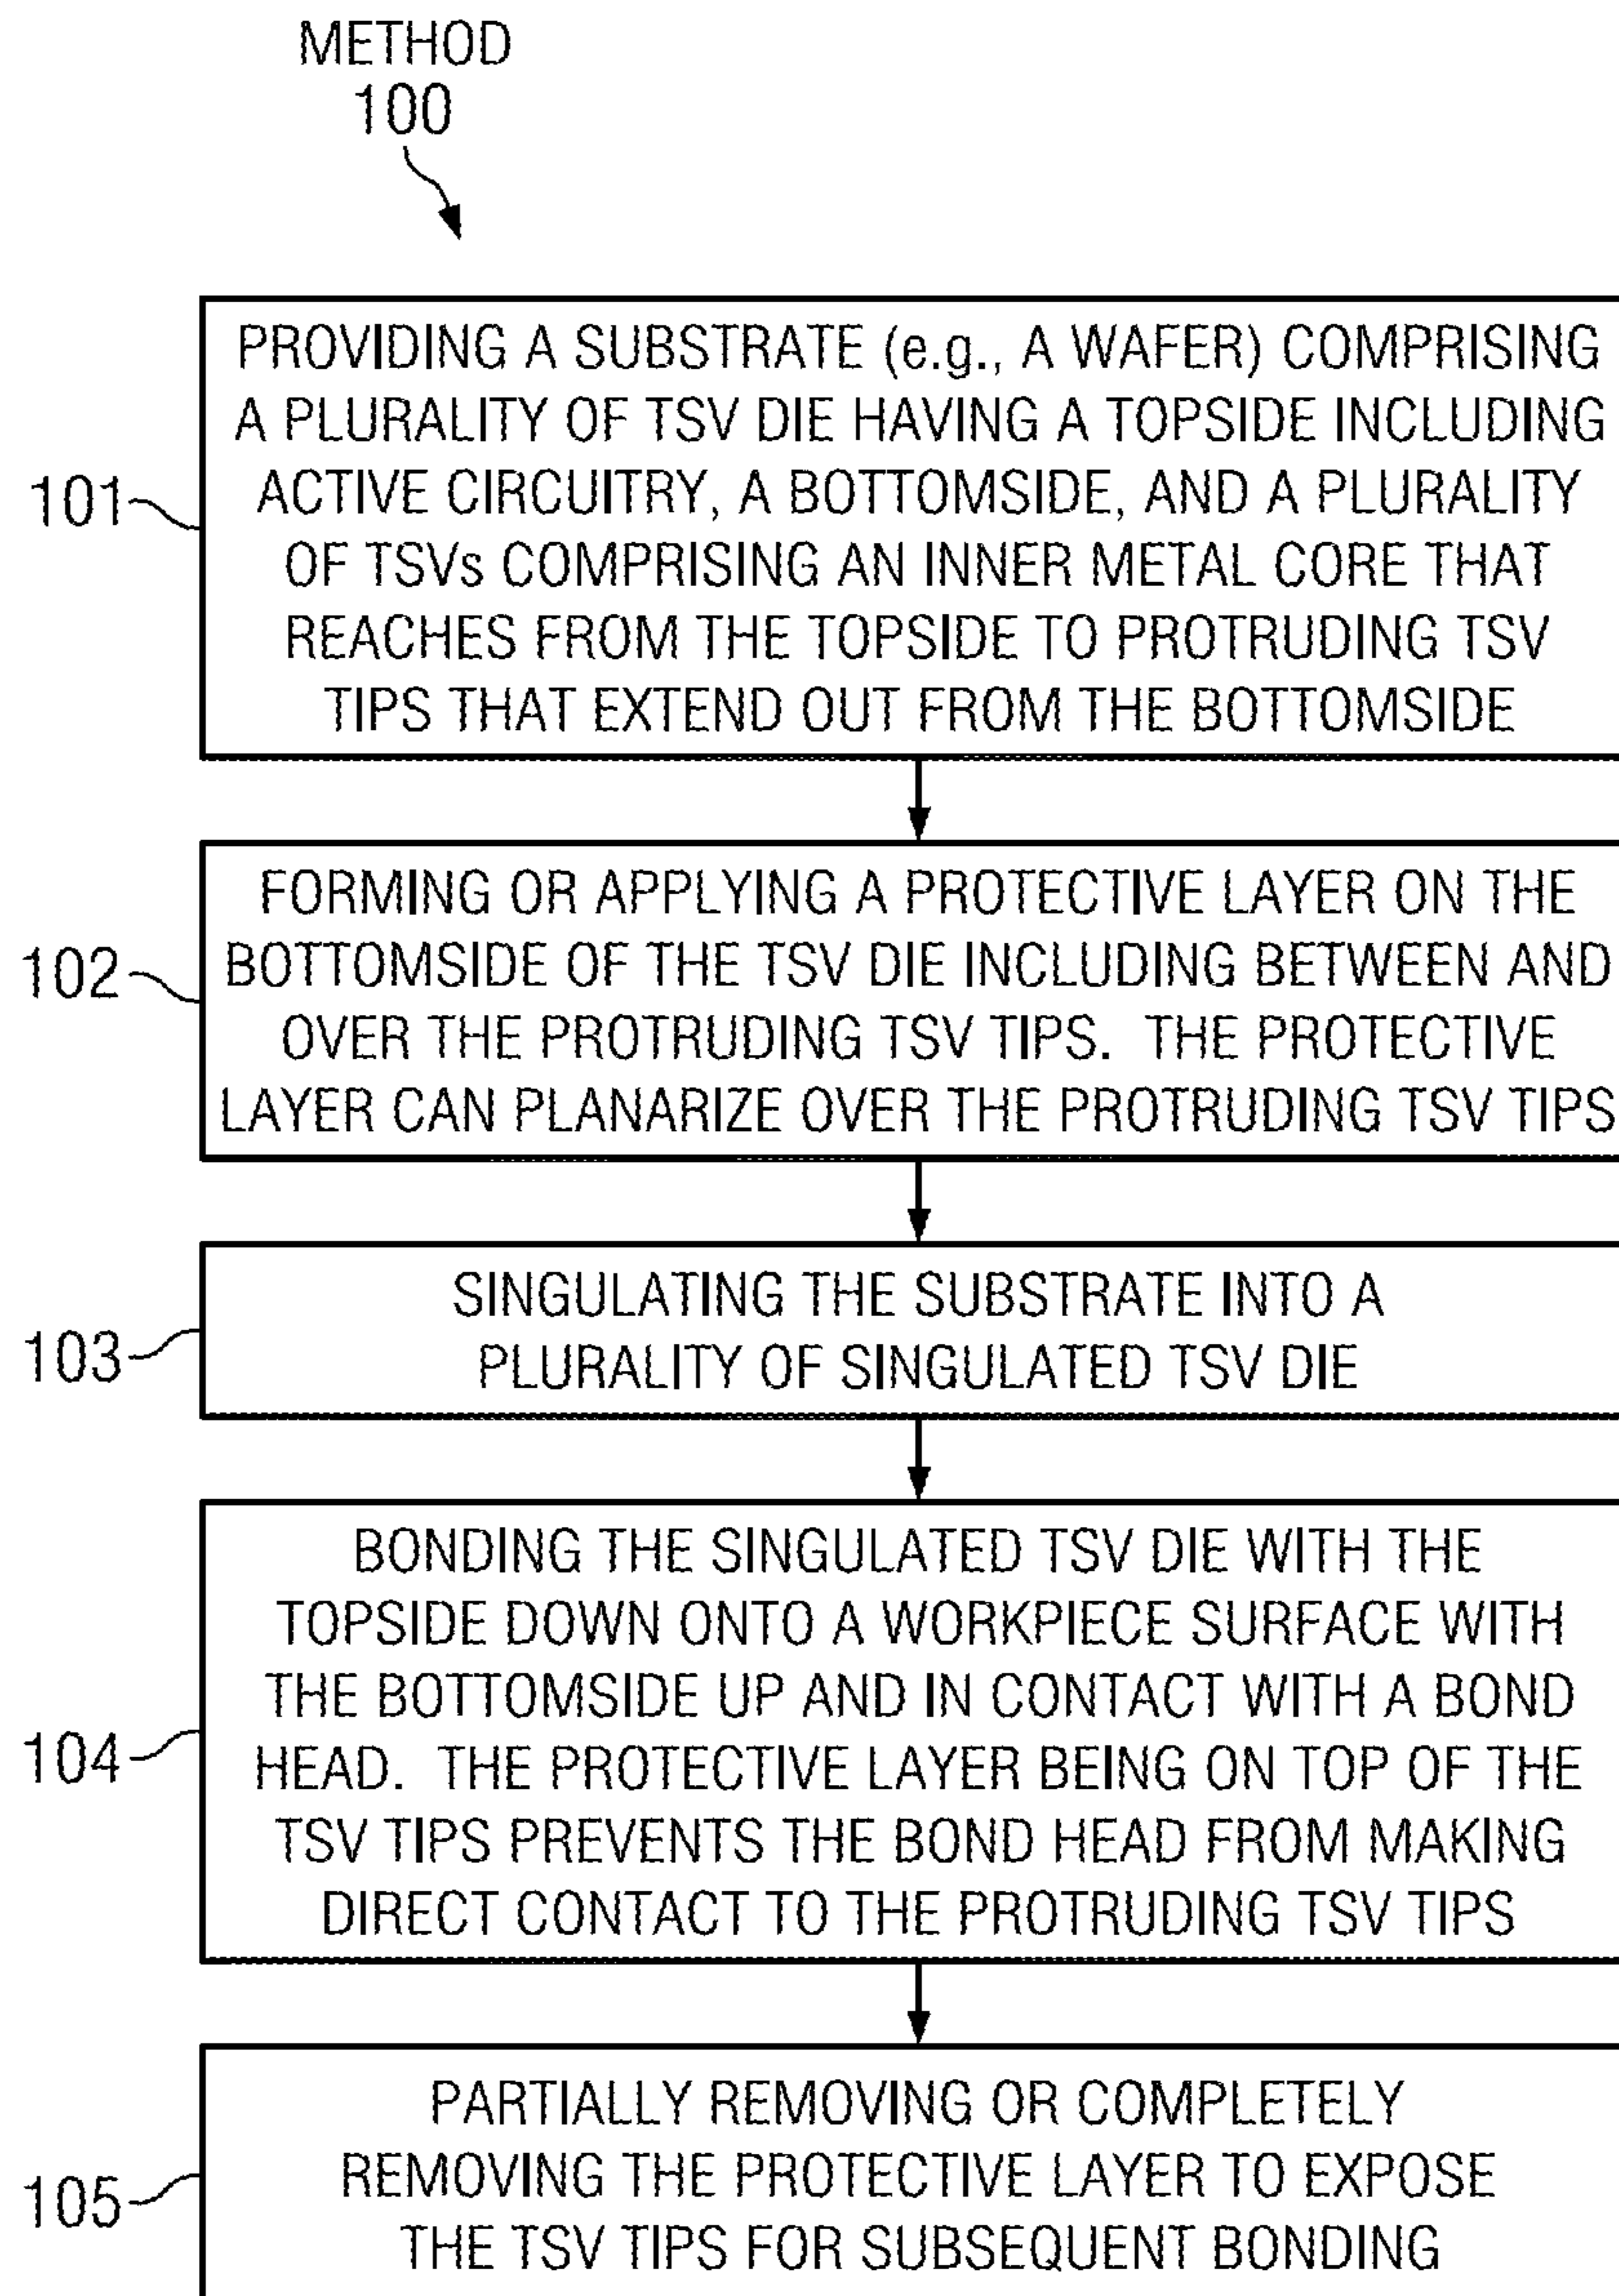 METHOD
100
101
PROVIDING A SUBSTRATE (e.g., A WAFER) COMPRISING
A PLURALITY OF TSV DIE HAVING A TOPSIDE INCLUDING
ACTIVE CIRCUITRY, A BOTTOMSIDE, AND A PLURALITY
OF TSVs COMPRISING AN INNER METAL CORE THAT
REACHES FROM THE TOPSIDE TO PROTRUDING TSV
TIPS THAT EXTEND OUT FROM THE BOTTOMSIDE
102
FORMING OR APPLYING A PROTECTIVE LAYER ON THE
BOTTOMSIDE OF THE TSV DIE INCLUDING BETWEEN AND
OVER THE PROTRUDING TSV TIPS. THE PROTECTIVE
LAYER CAN PLANARIZE OVER THE PROTRUDING TSV TIPS
103
SINGULATING THE SUBSTRATE INTO A
PLURALITY OF SINGULATED TSV DIE
104
BONDING THE SINGULATED TSV DIE WITH THE
TOPSIDE DOWN ONTO A WORKPIECE SURFACE WITH
THE BOTTOMSIDE UP AND IN CONTACT WITH A BOND
HEAD. THE PROTECTIVE LAYER BEING ON TOP OF THE
TSV TIPS PREVENTS THE BOND HEAD FROM MAKING
DIRECT CONTACT TO THE PROTRUDING TSV TIPS
105
PARTIALLY REMOVING OR COMPLETELY
REMOVING THE PROTECTIVE LAYER TO EXPOSE
THE TSV TIPS FOR SUBSEQUENT BONDING